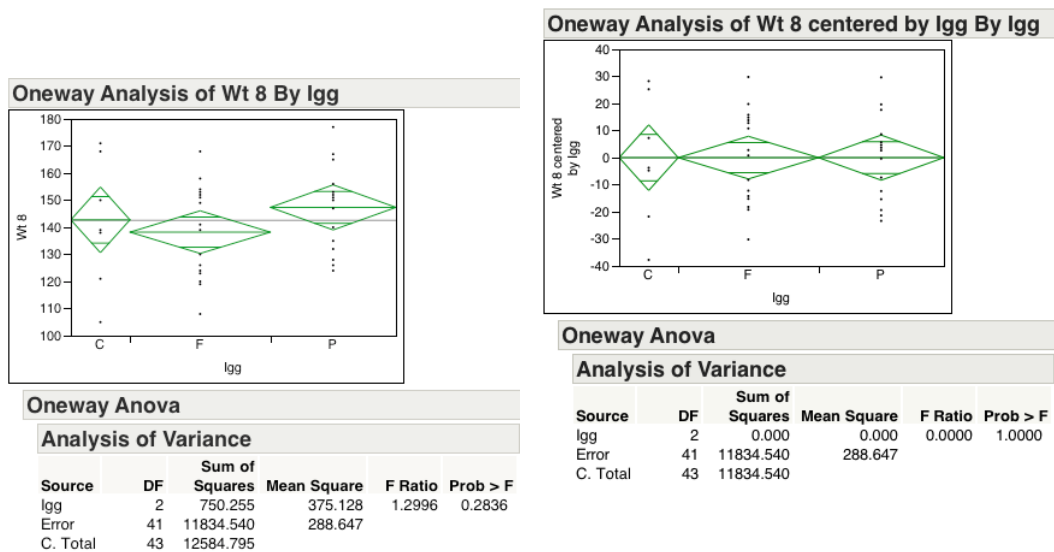 Oneway Analysis of Wt 8 By Igg
180
170
160
150
140
130
120
110
100
Wt 8
C F P
Igg
Oneway Anova
Analysis of Variance
Source DF Sum of Squares Mean Square F Ratio Prob > F
Igg 2 750.255 375.128 1.2996 0.2836
Error 41 11834.540 288.647
C. Total 43 12584.795
Oneway Analysis of Wt 8 centered by Igg By Igg
40
30
20
10
0
-10
-20
-30
-40
Wt 8 centered
by Igg
C F P
Igg
Oneway Anova
Analysis of Variance
Source DF Sum of Squares Mean Square F Ratio Prob > F
Igg 2 0.000 0.000 0.0000 1.0000
Error 41 11834.540 288.647
C. Total 43 11834.540